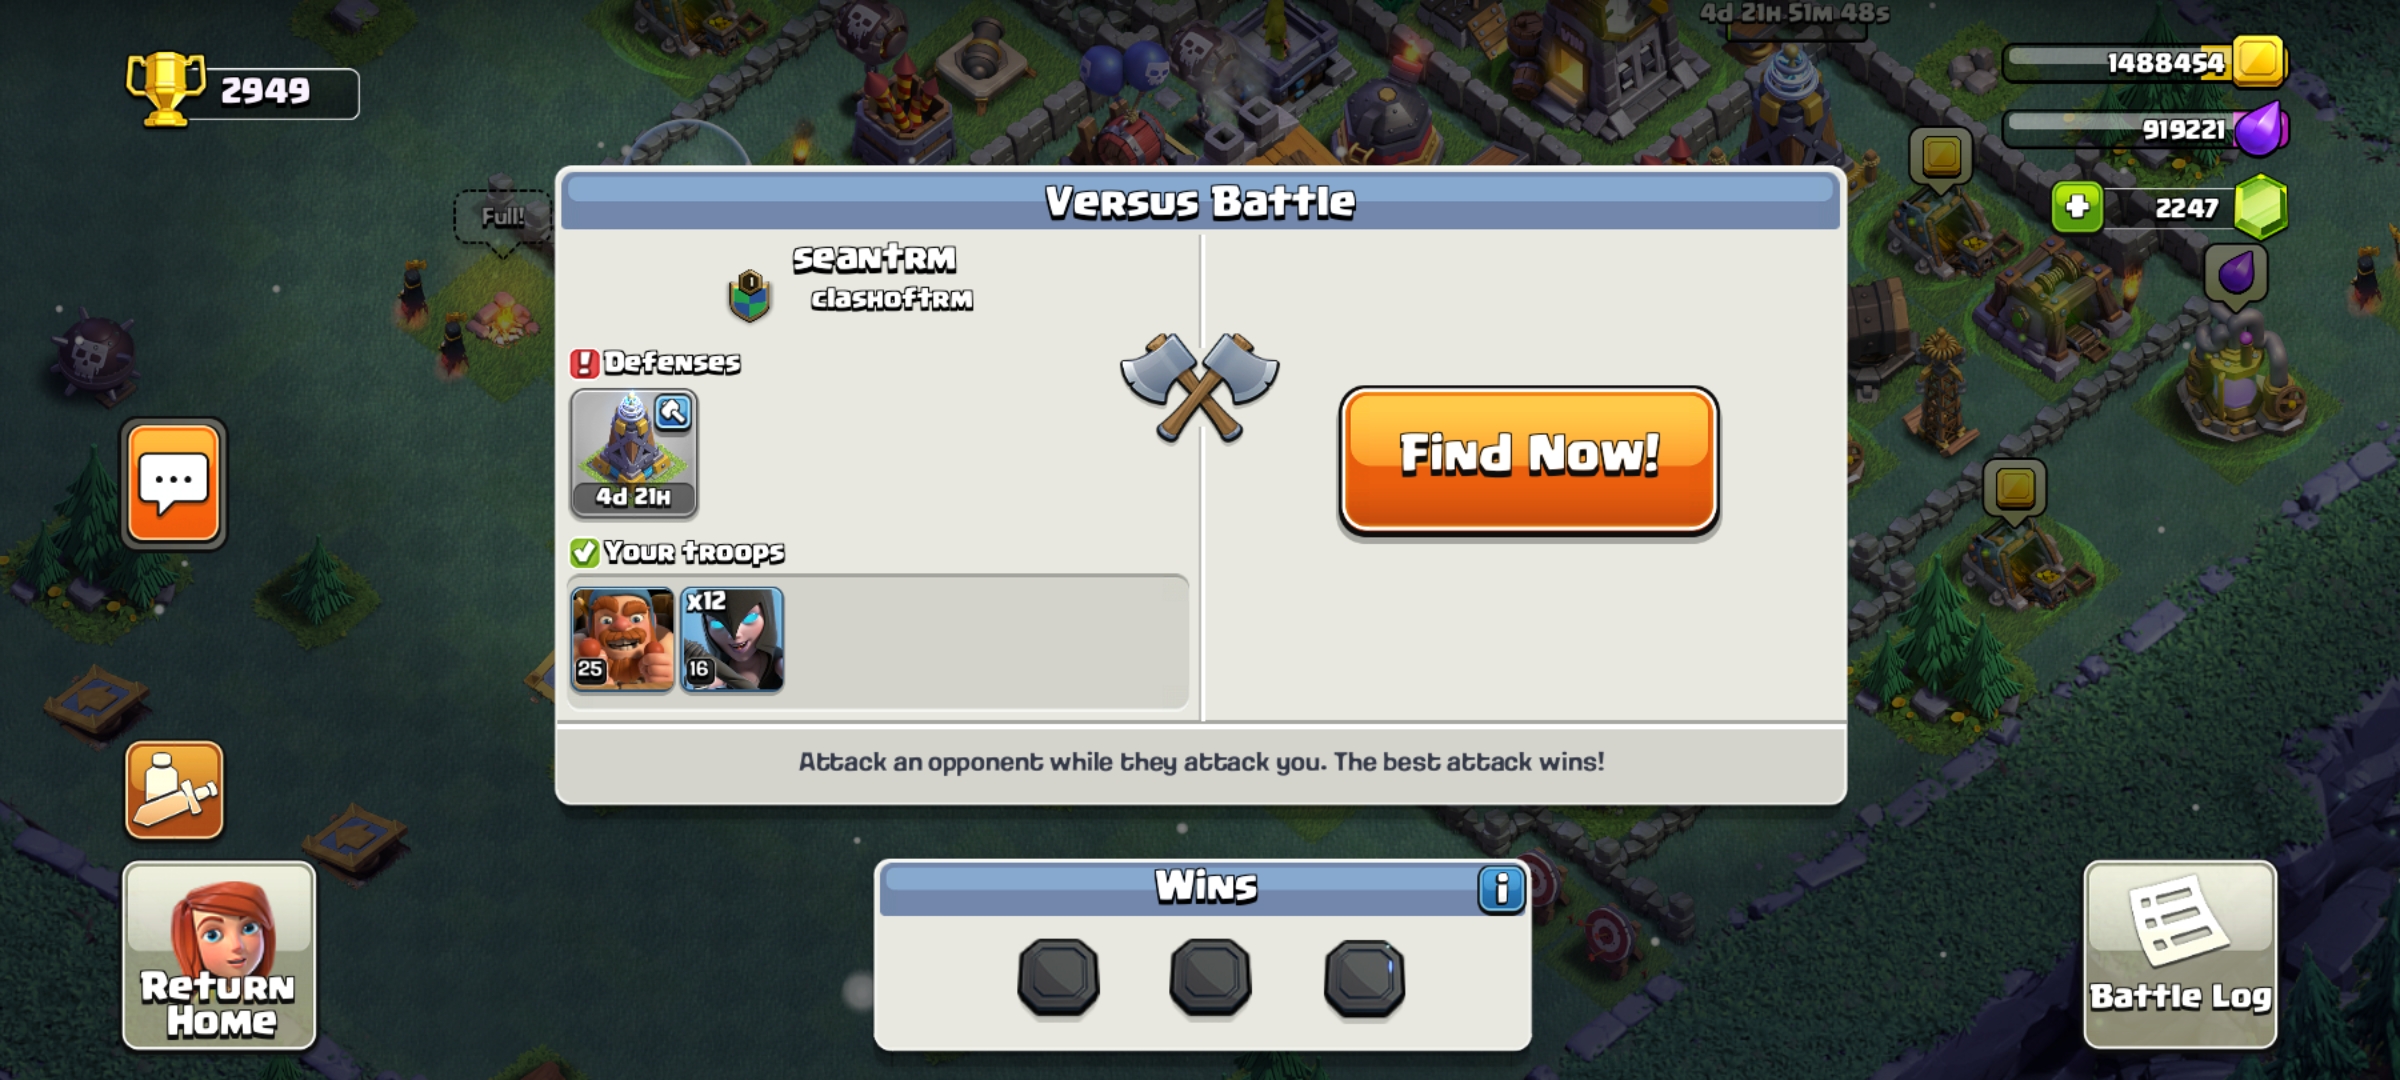 4d 21H 51M 48s
2949
1488454
919221
2247
Full!
Versus Battle
seantrm
clashoftrm
Defenses
4d 21H
Find Now!
Your troops
25
x12
16
Attack an opponent while they attack you. The best attack wins!
Wins
i
Return
Home
Battle Log